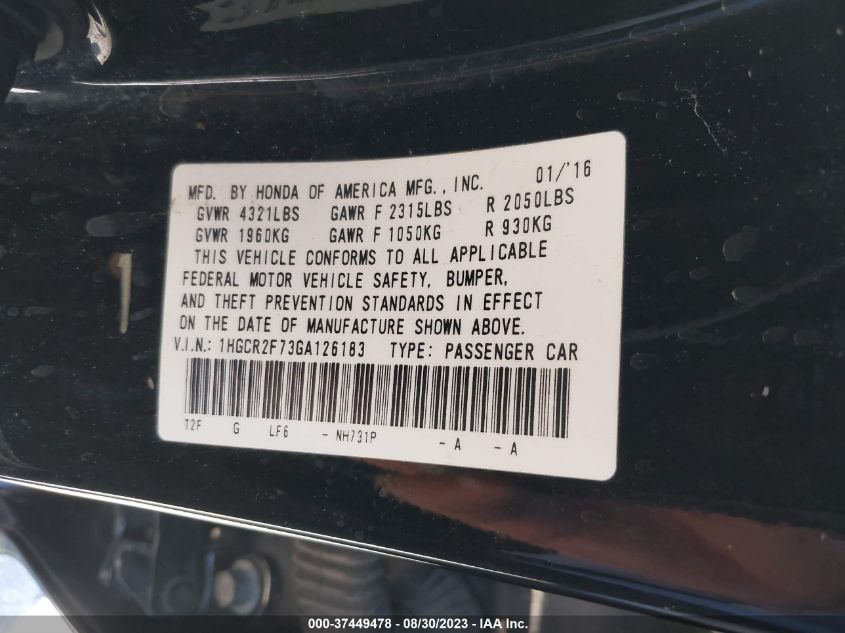 MFD. BY HONDA OF AMERICA MFG., INC. 01/'16
GVWR 4321LBS GAWR F 2315LBS R 2050LBS
GVWR 1960KG GAWR F 1050KG R 930KG
THIS VEHICLE CONFORMS TO ALL APPLICABLE
FEDERAL MOTOR VEHICLE SAFETY, BUMPER,
AND THEFT PREVENTION STANDARDS IN EFFECT
ON THE DATE OF MANUFACTURE SHOWN ABOVE.
V.I.N.: 1HGCR2F73GA126183 TYPE: PASSENGER CAR
T2F G LF6 - NH731P - A - A
000-37449478 - 08/30/2023 - IAA Inc.